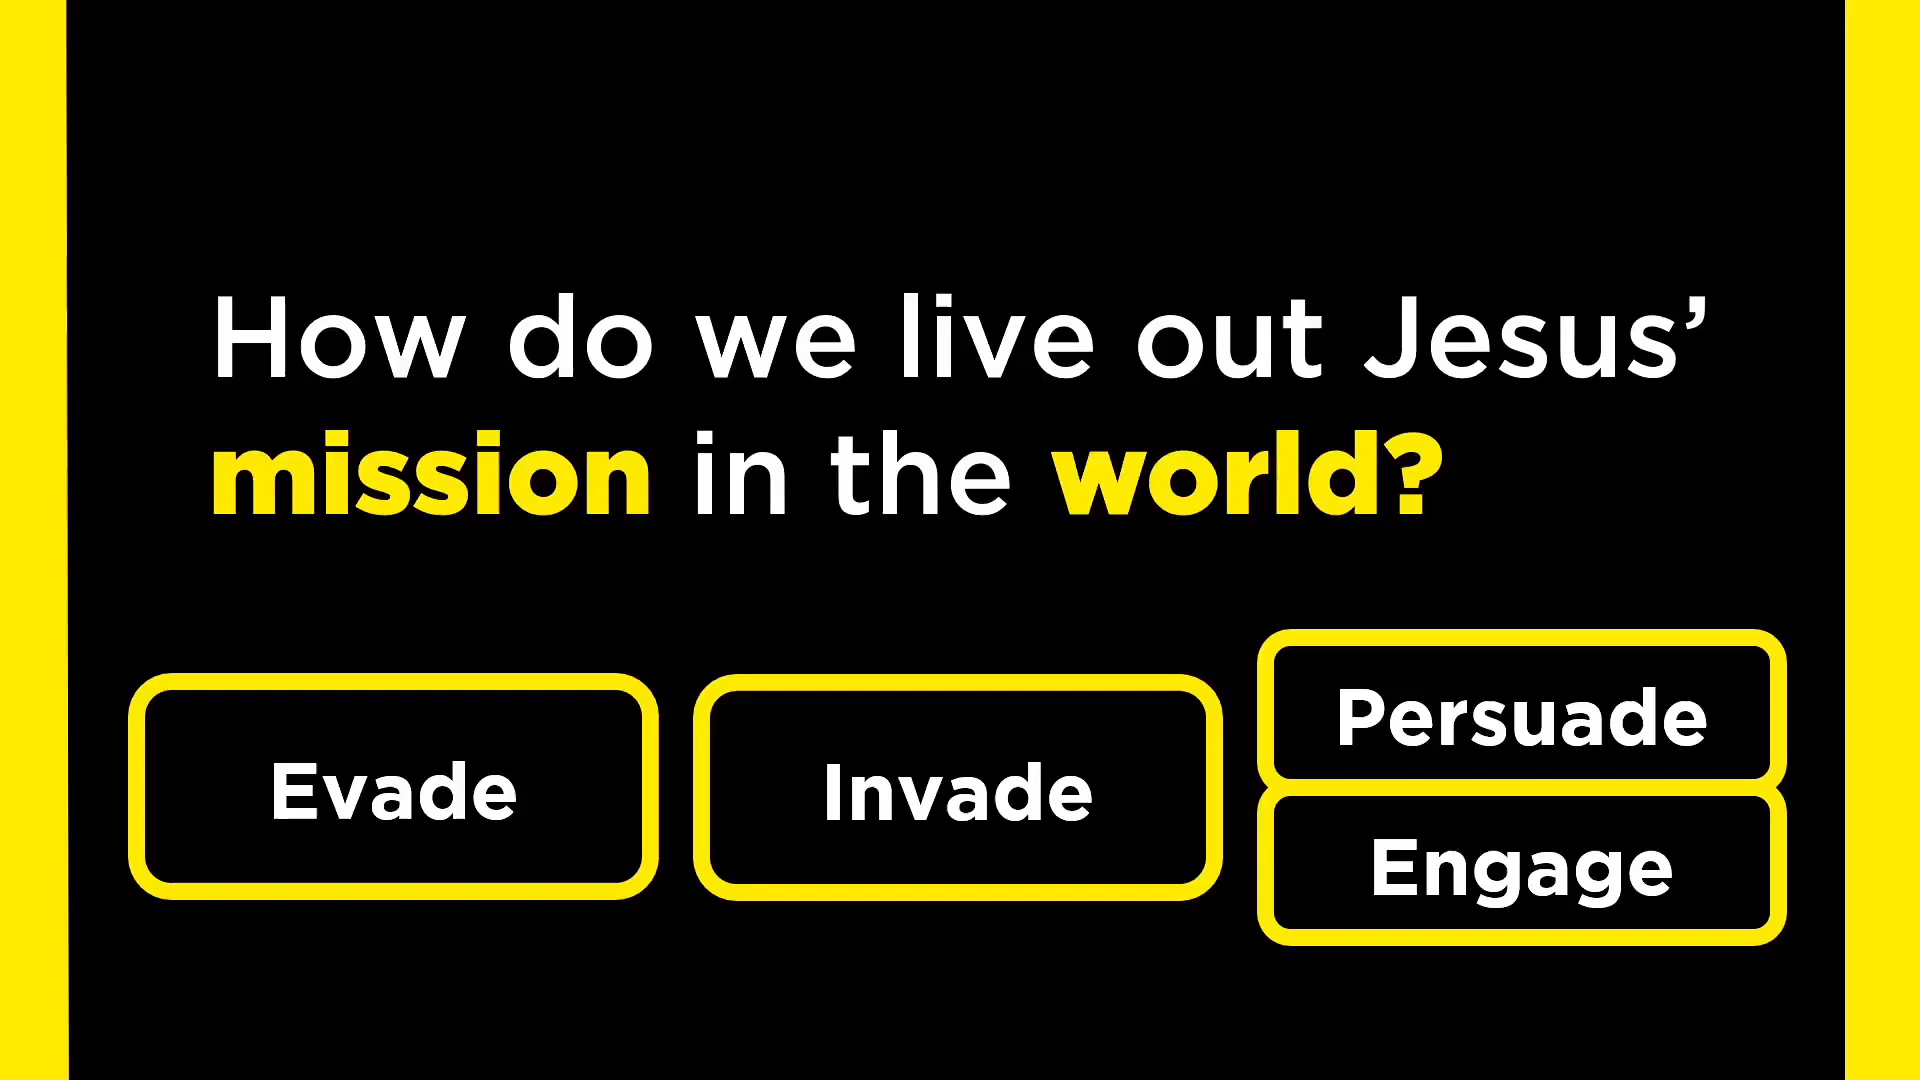 How do we live out Jesus’
mission in the world?
Evade
Invade
Persuade
Engage